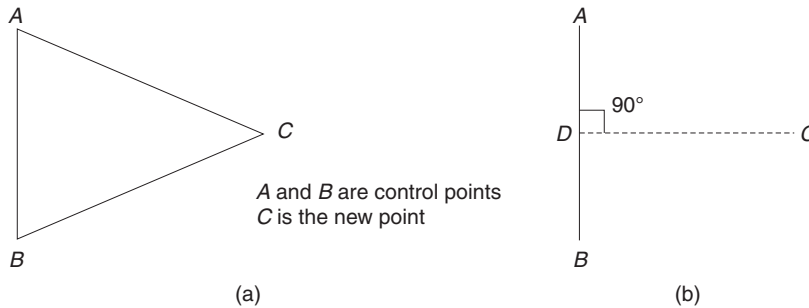 A
C
B
A and B are control points
C is the new point
(a)
A
90°
D
C
B
(b)